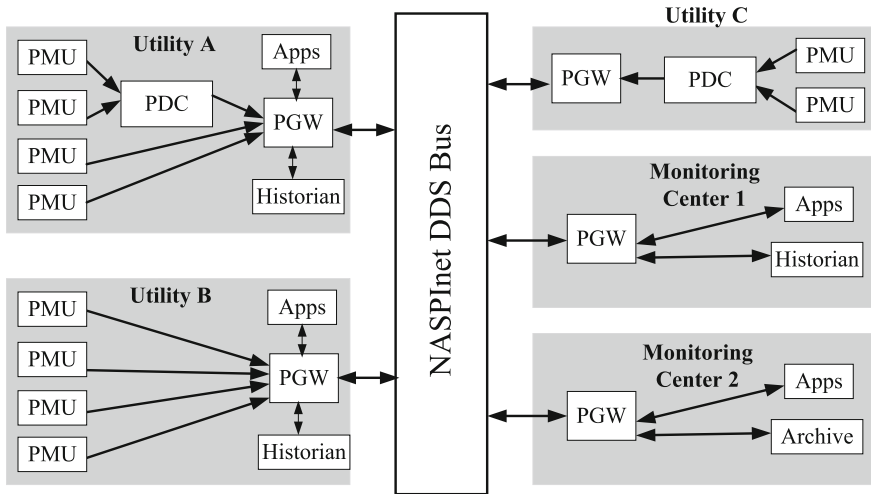 Utility A
PMU
PMU
PMU
PMU
PDC
Apps
PGW
Historian
Utility B
PMU
PMU
PMU
PMU
Apps
PGW
Historian
NASPInet DDS Bus
Utility C
PGW
PDC
PMU
PMU
Monitoring
Center 1
PGW
Apps
Historian
Monitoring
Center 2
PGW
Apps
Archive